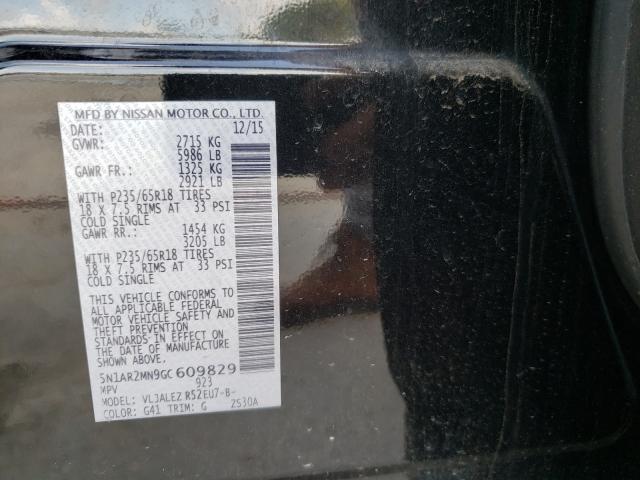 MFD BY NISSAN MOTOR CO., LTD.
DATE: 12/15
GVWR: 2715 KG
5986 LB
GAWR FR.: 1325 KG
2921 LB
WITH P235/65R18 TIRES
18 X 7.5 RIMS AT 33 PSI
COLD SINGLE
GAWR RR.: 1454 KG
3205 LB
WITH P235/65R18 TIRES
18 X 7.5 RIMS AT 33 PSI
COLD SINGLE
THIS VEHICLE CONFORMS TO
ALL APPLICABLE FEDERAL
MOTOR VEHICLE SAFETY AND
THEFT PREVENTION
STANDARDS IN EFFECT ON
THE DATE OF MANUFACTURE
SHOWN ABOVE.
5N1AR2MN9GC 609829
MPV 923
MODEL: VLJALEZ R52EU7-B-
COLOR: G41 TRIM: G 2S30A